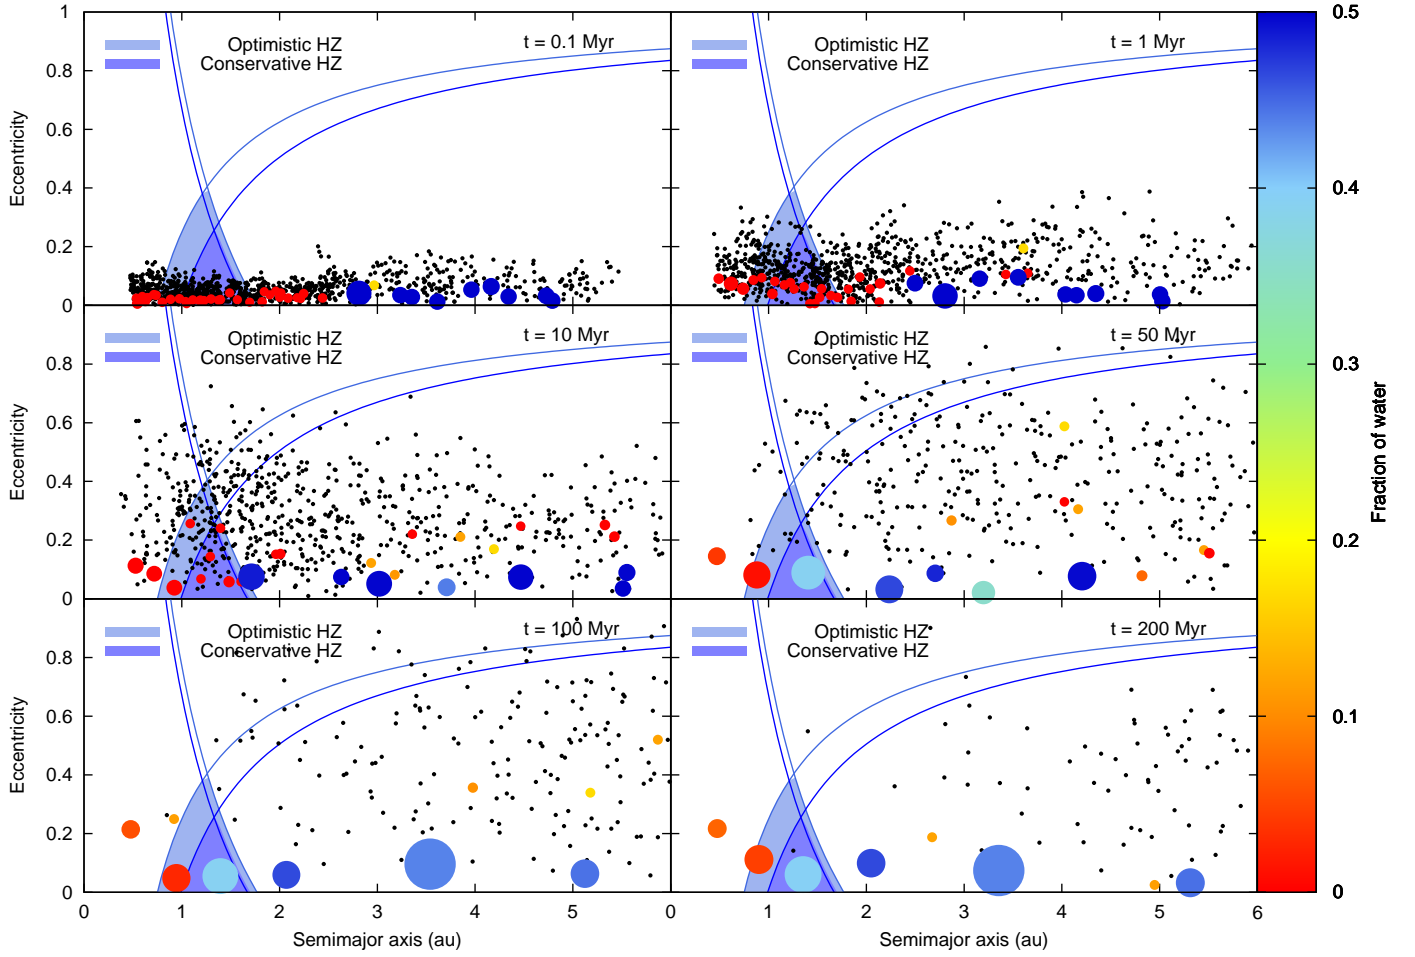 Optimistic HZ
Conservative HZ
t = 0.1 Myr
Optimistic HZ
Conservative HZ
t = 1 Myr
1
0.8
0.6
0.4
0.2
0
Eccentricity
Optimistic HZ
Conservative HZ
t = 10 Myr
Optimistic HZ
Conservative HZ
t = 50 Myr
0.8
0.6
0.4
0.2
0
Eccentricity
Optimistic HZ
Conservative HZ
t = 100 Myr
Optimistic HZ
Conservative HZ
t = 200 Myr
0.8
0.6
0.4
0.2
0
Eccentricity
0 1 2 3 4 5 0 1 2 3 4 5 6
Semimajor axis (au)
Semimajor axis (au)
0.5
0.4
0.3
0.2
0.1
0
Fraction of water